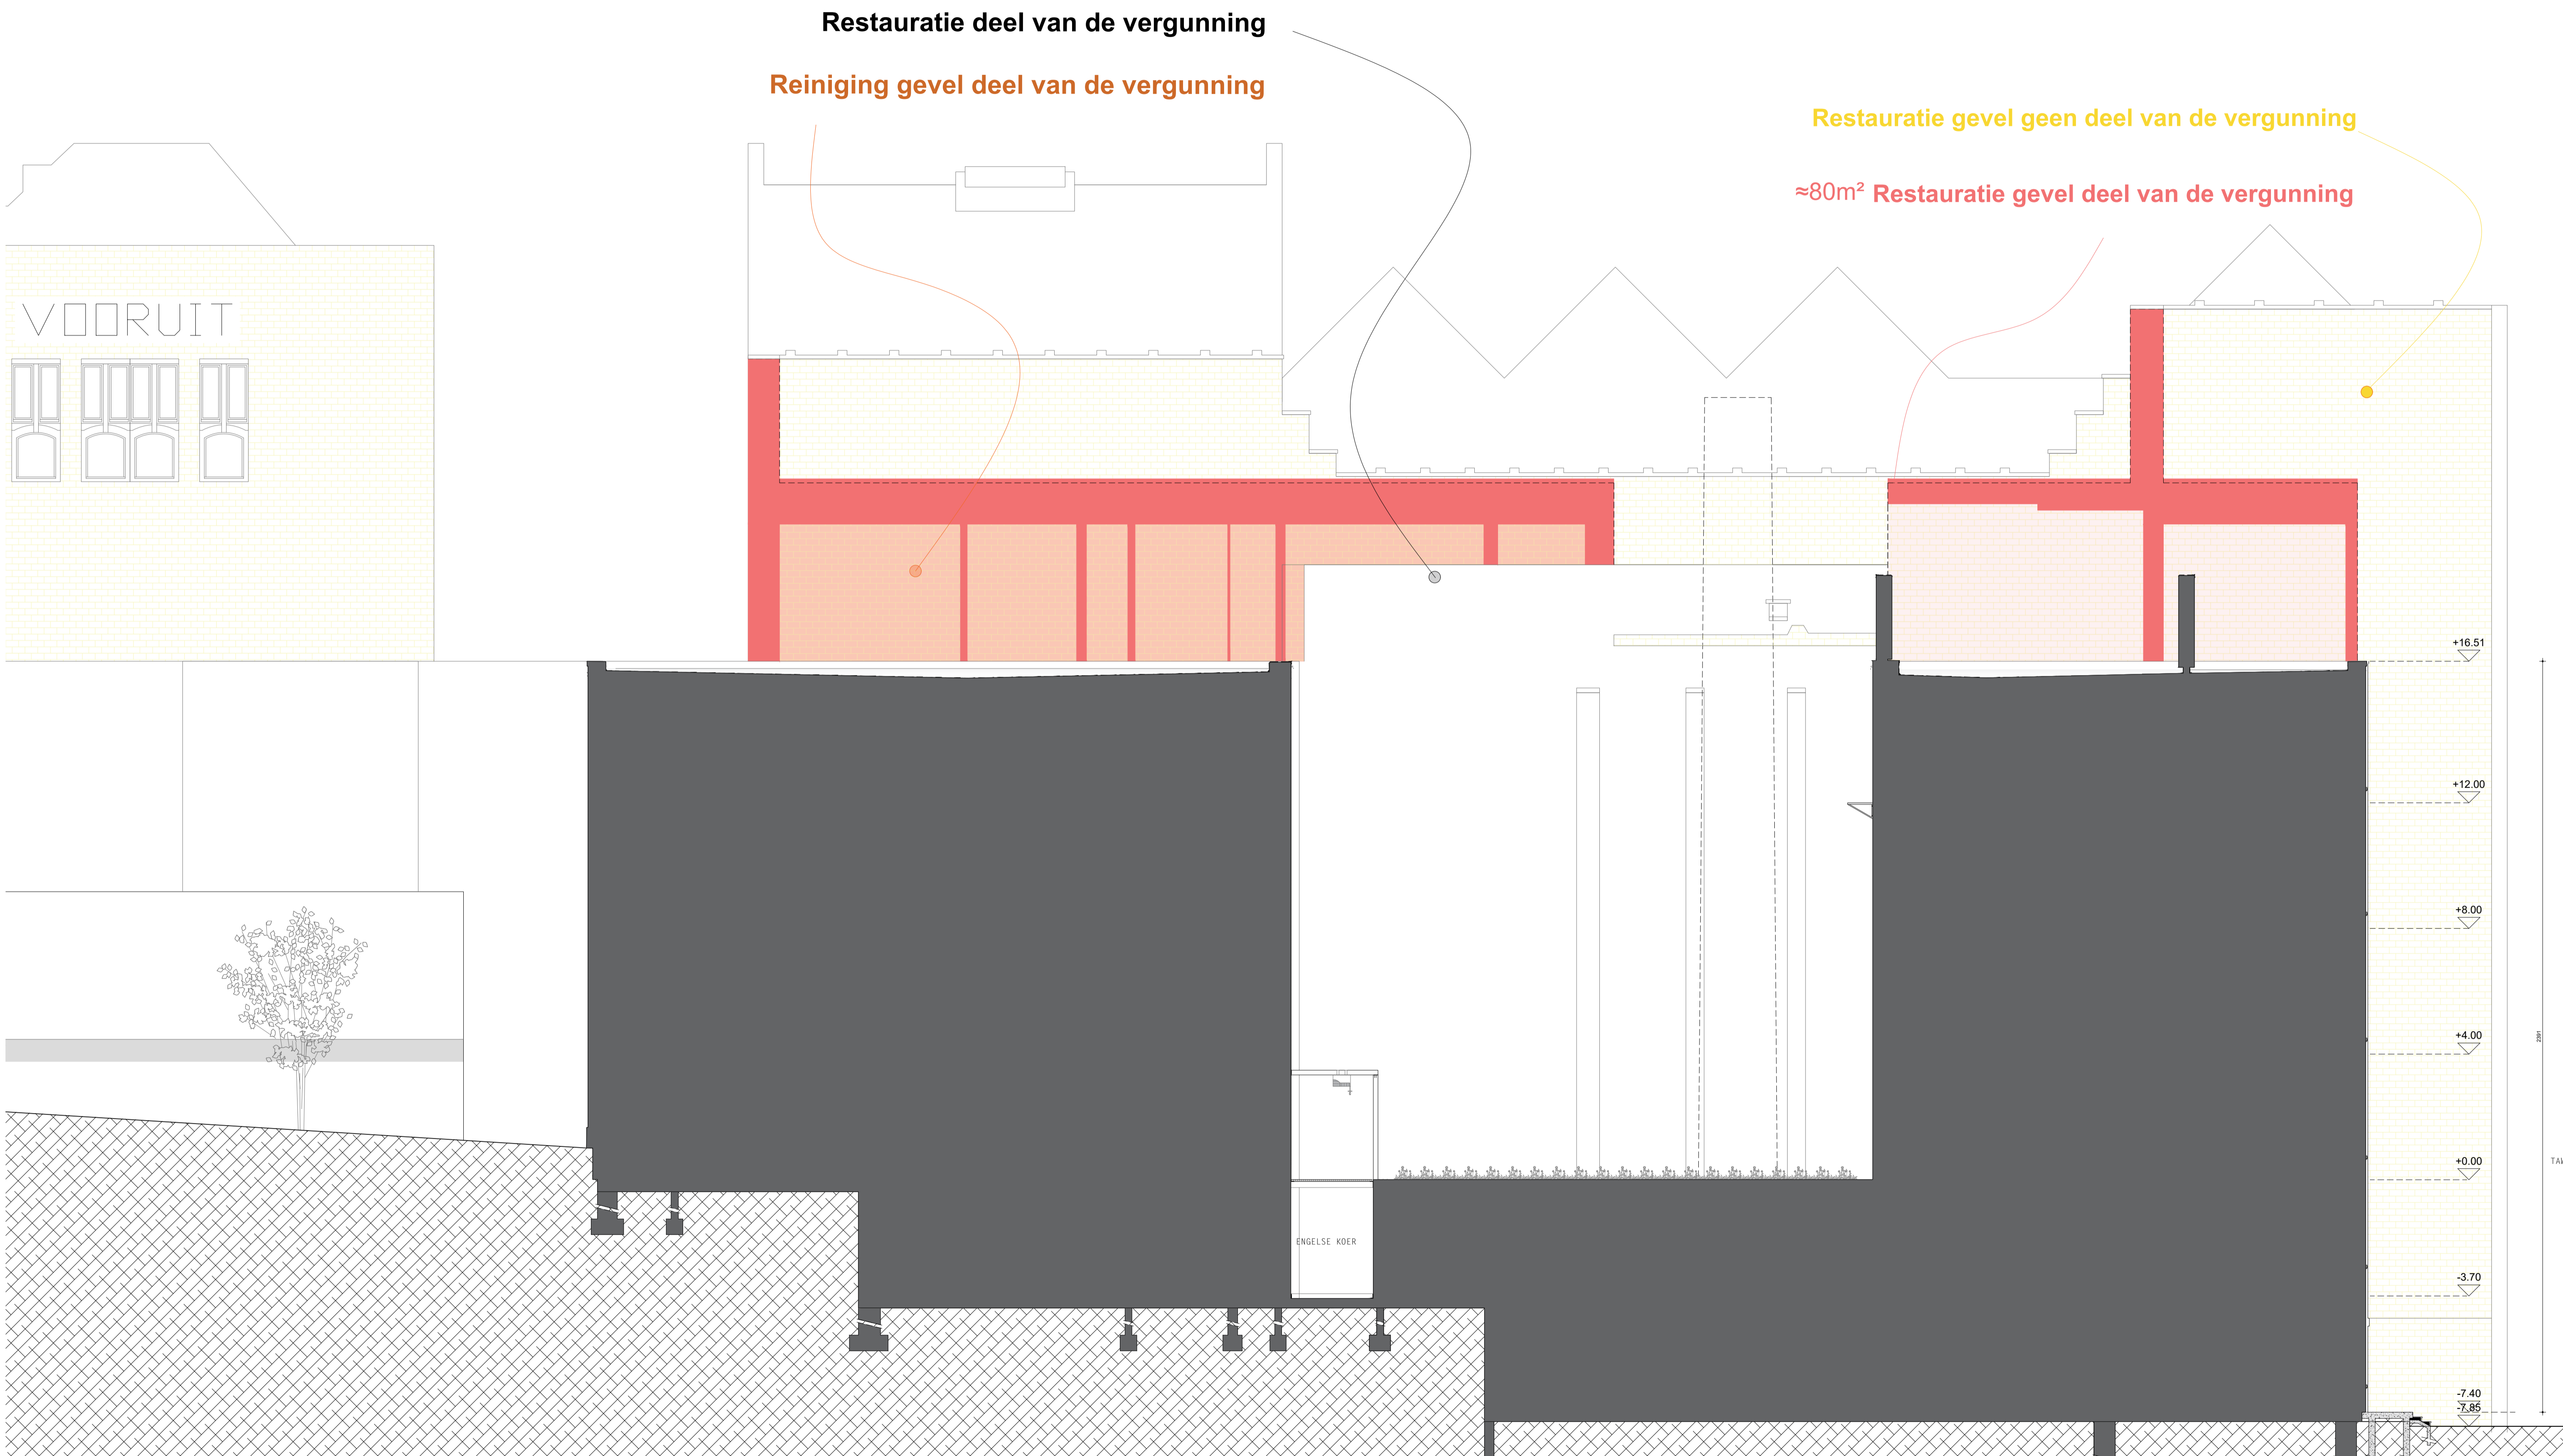 Restauratie deel van de vergunning
Reiniging gevel deel van de vergunning
Restauratie gevel geen deel van de vergunning
≈80m² Restauratie gevel deel van de vergunning
VOORUIT
+16.51
+12.00
+8.00
+4.00
2391
+0.00
TAW
ENGELSE KOER
-3.70
-7.40
-7.85